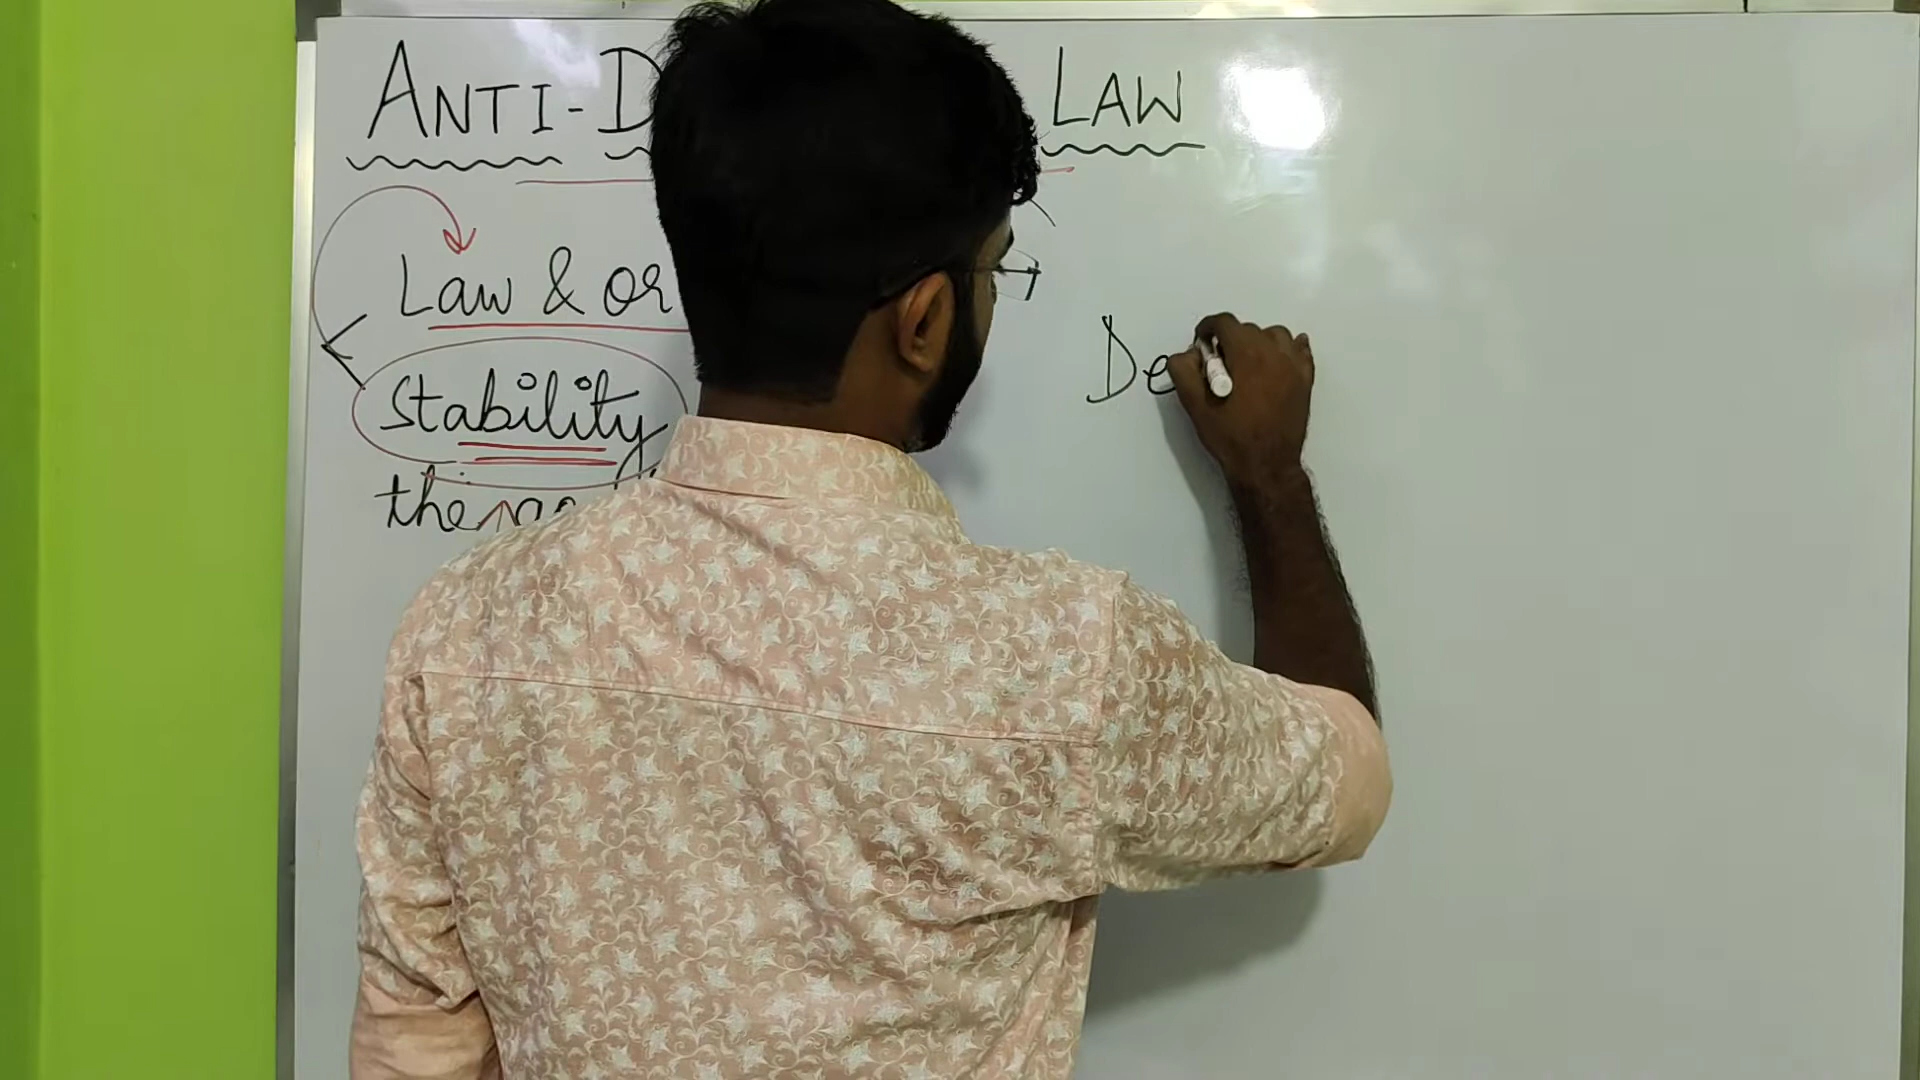 ANTI-D LAW
Law & or
De
stability
the